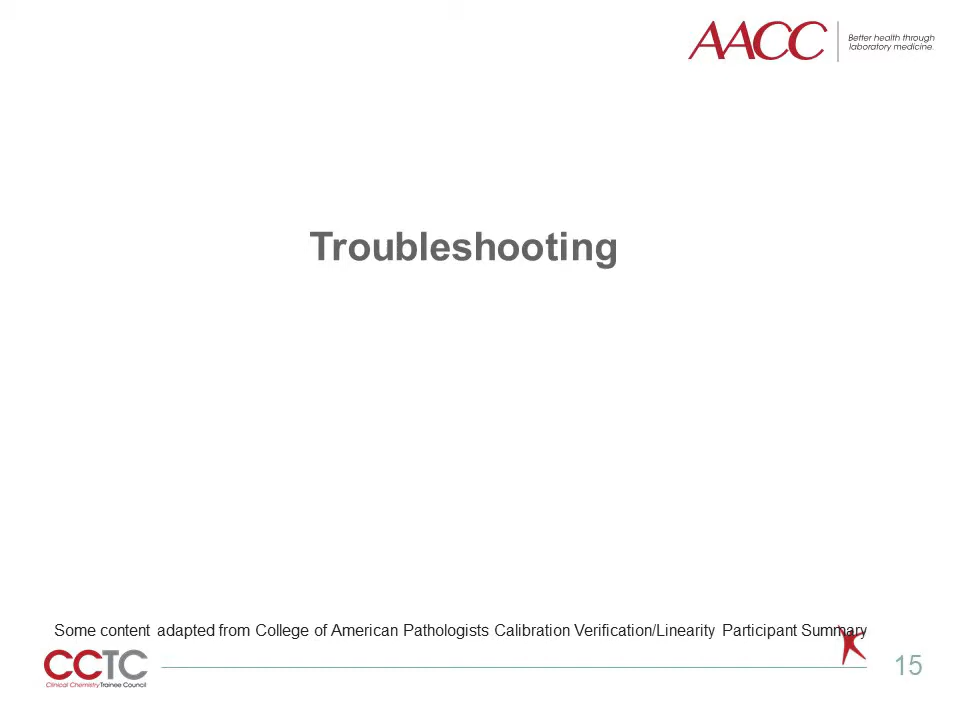 AACC
Better health through
laboratory medicine.
Troubleshooting
Some content adapted from College of American Pathologists Calibration Verification/Linearity Participant Summary
CCTC
Clinical Chemistry Trainee Council
15